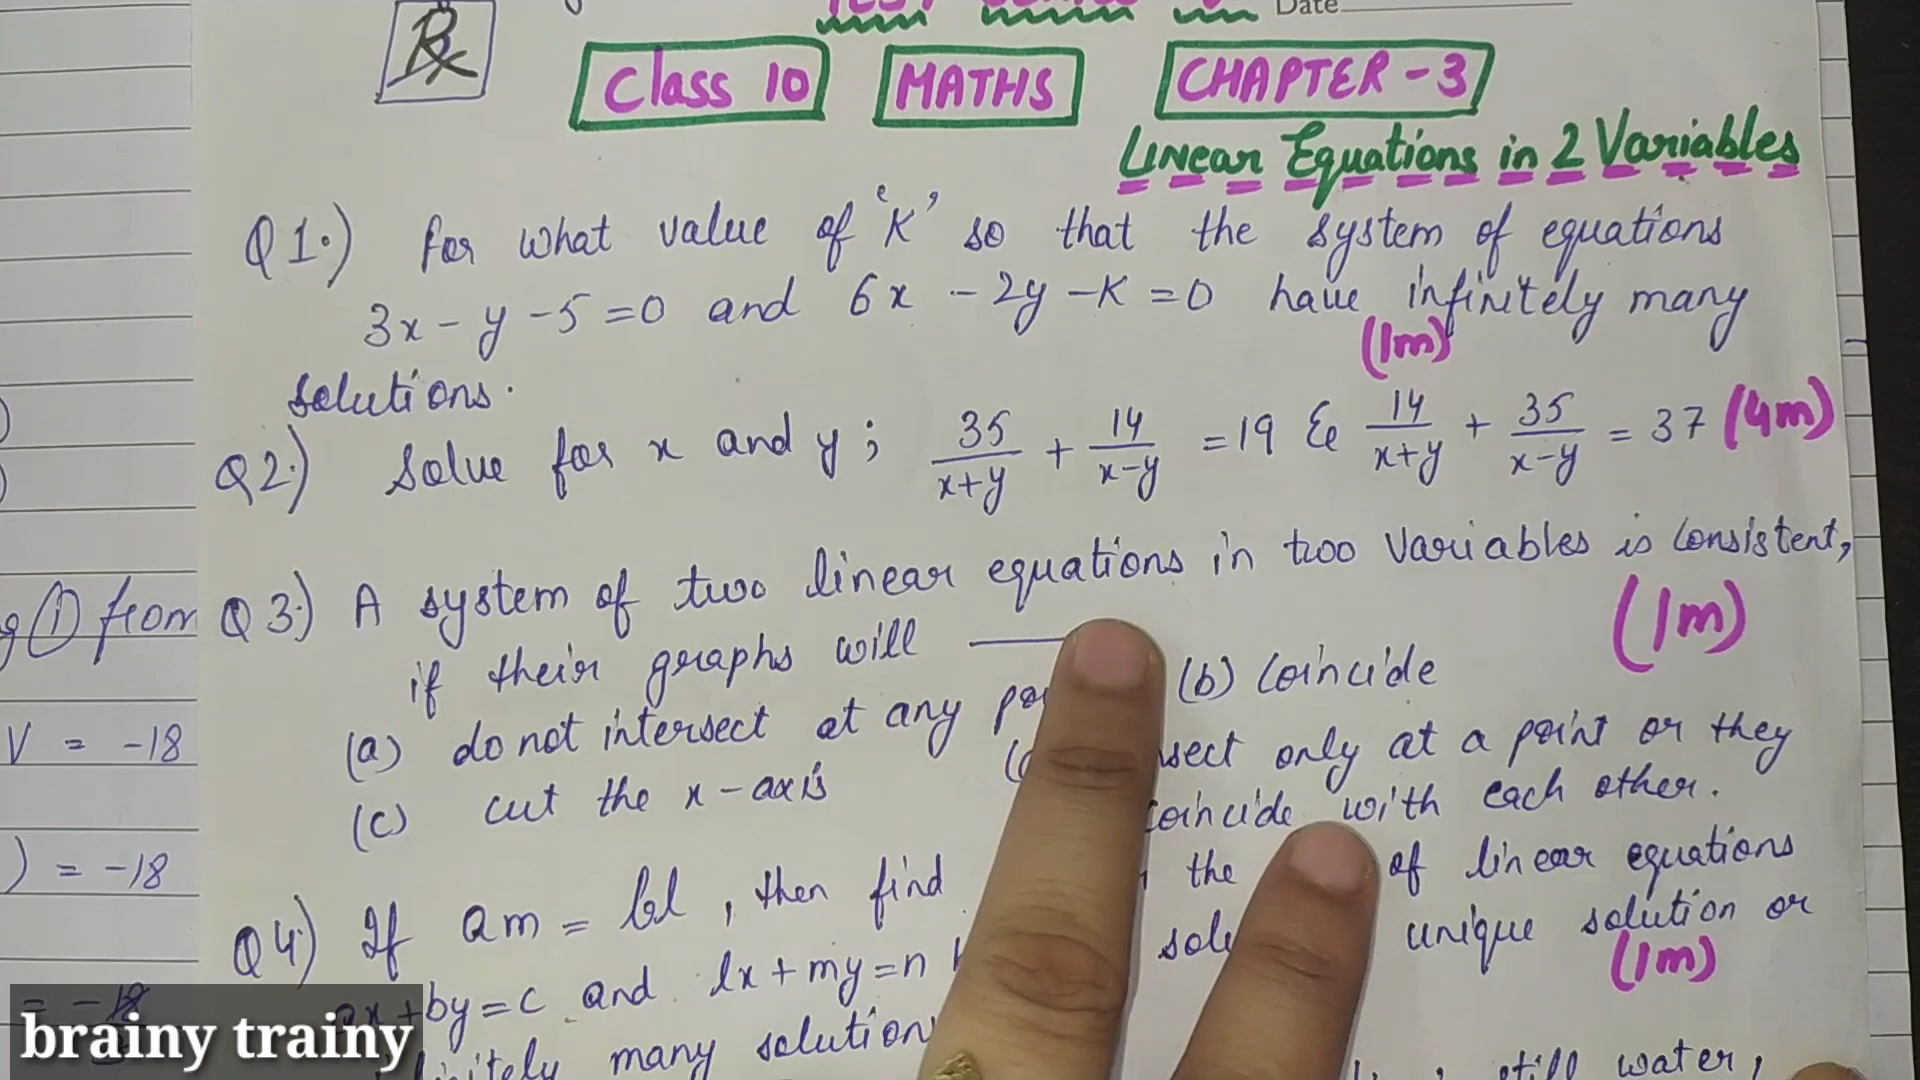 Rx
Date
Class 10 MATHS CHAPTER-3
Linear Equations in 2 Variables
Q1.) For what value of 'K' so that the system of equations
3x - y - 5 = 0 and 6x - 2y - K = 0 have infinitely many
solutions. (1m)
Q2.) Solve for x and y; 35/x+y + 14/x-y = 19 & 14/x+y + 35/x-y = 37 (4m)
Q3.) A system of two linear equations in two variables is consistent,
if their graphs will (1m)
(a) do not intersect at any (b) coincide
(c) cut the x-axis only at a point or they
coincide with each other.
Q4.) If am = bl, then find the of linear equations
ax + by = c and lx + my = n unique solution or
many solution (1m)
still water,
from
V = -18
) = -18
brainy trainy